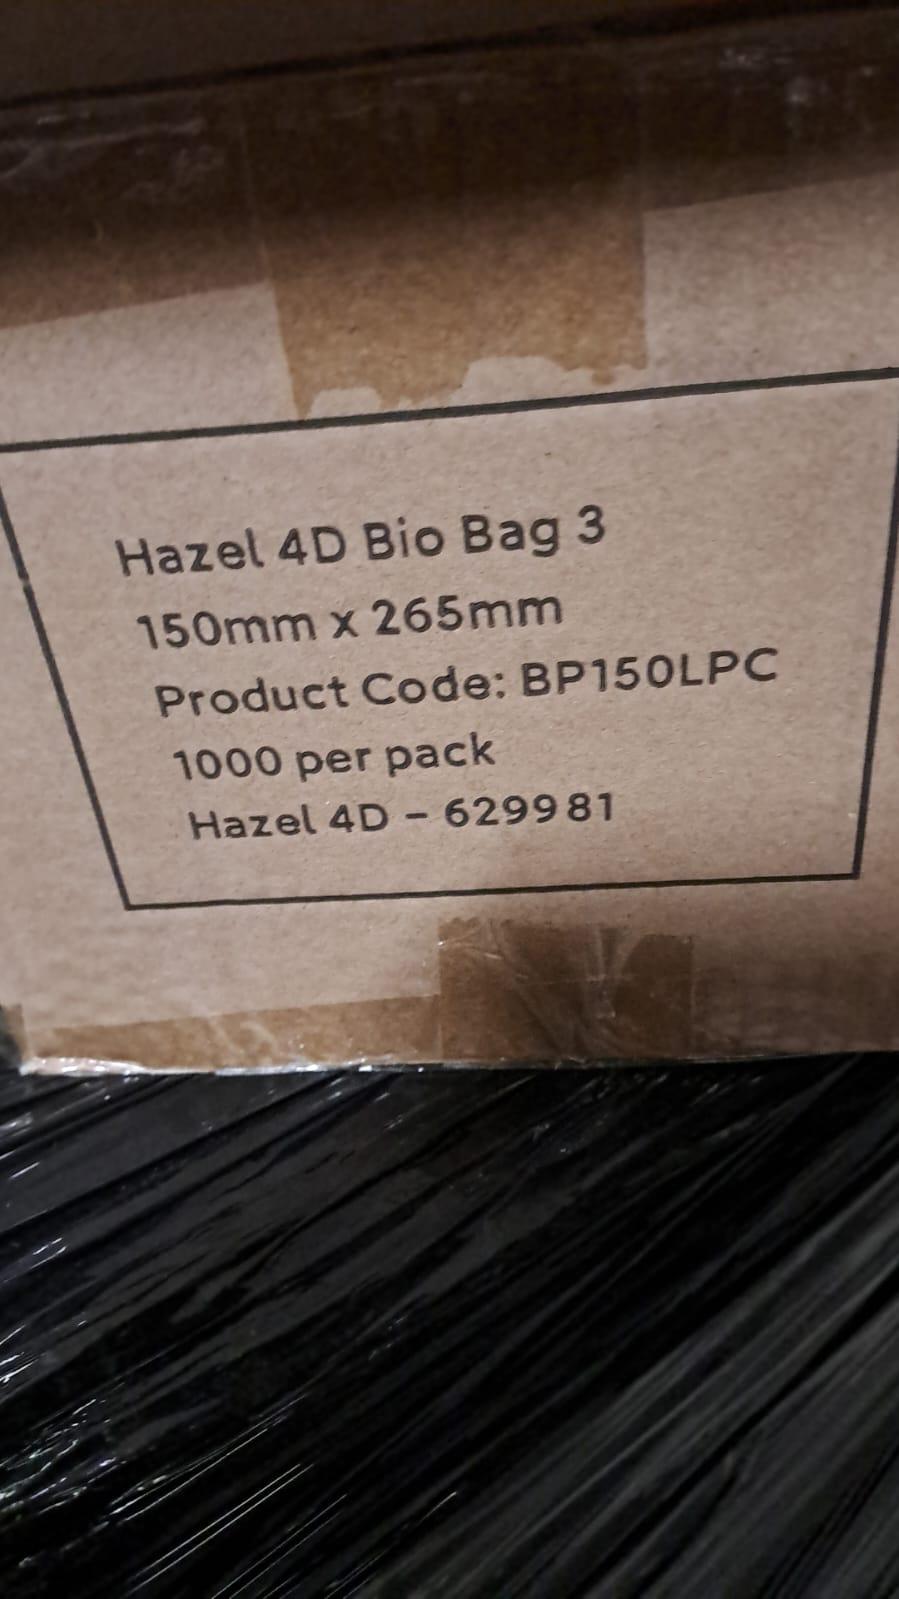 Hazel 4D Bio Bag 3
150mm x 265mm
Product Code: BP150LPC
1000 per pack
Hazel 4D – 629981